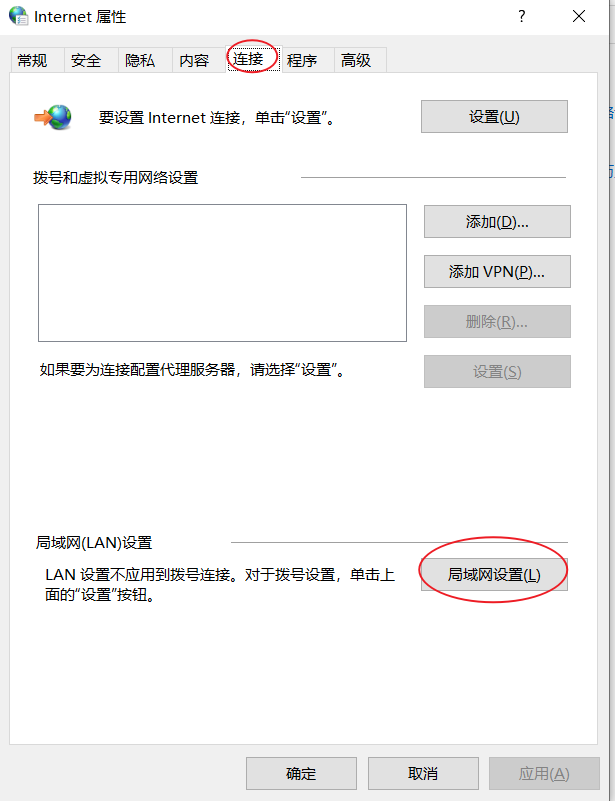 Internet 属性
?
常规 安全 隐私 内容 连接 程序 高级
要设置 Internet 连接，单击“设置”。
设置(U)
拨号和虚拟专用网络设置
添加(D)...
添加 VPN(P)...
删除(R)...
如果要为连接配置代理服务器，请选择“设置”。
设置(S)
局域网(LAN)设置
LAN 设置不应用到拨号连接。对于拨号设置，单击上
面的“设置”按钮。
局域网设置(L)
确定 取消 应用(A)